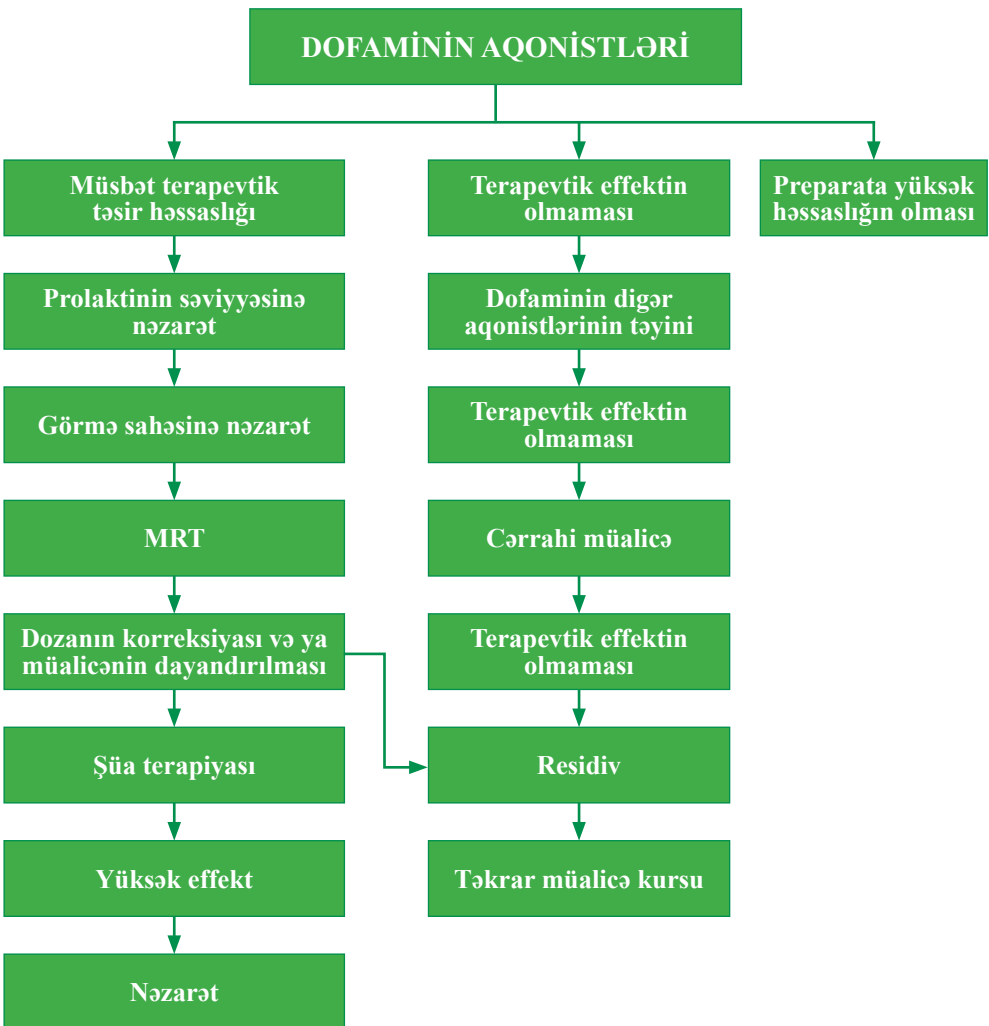 DOFAMİNİN AQONİSTLƏRİ
Müsbət terapevtik
təsir həssaslığı
Prolaktinin səviyyəsinə
nəzarət
Görmə sahəsinə nəzarət
MRT
Dozanın korreksiyası və ya
müalicənin dayandırılması
Şüa terapiyası
Yüksək effekt
Nəzarət
Terapevtik effektin
olmaması
Dofaminin digər
aqonistlərinin təyini
Terapevtik effektin
olmaması
Cərrahi müalicə
Terapevtik effektin
olmaması
Residiv
Təkrar müalicə kursu
Preparata yüksək
həssaslığın olması